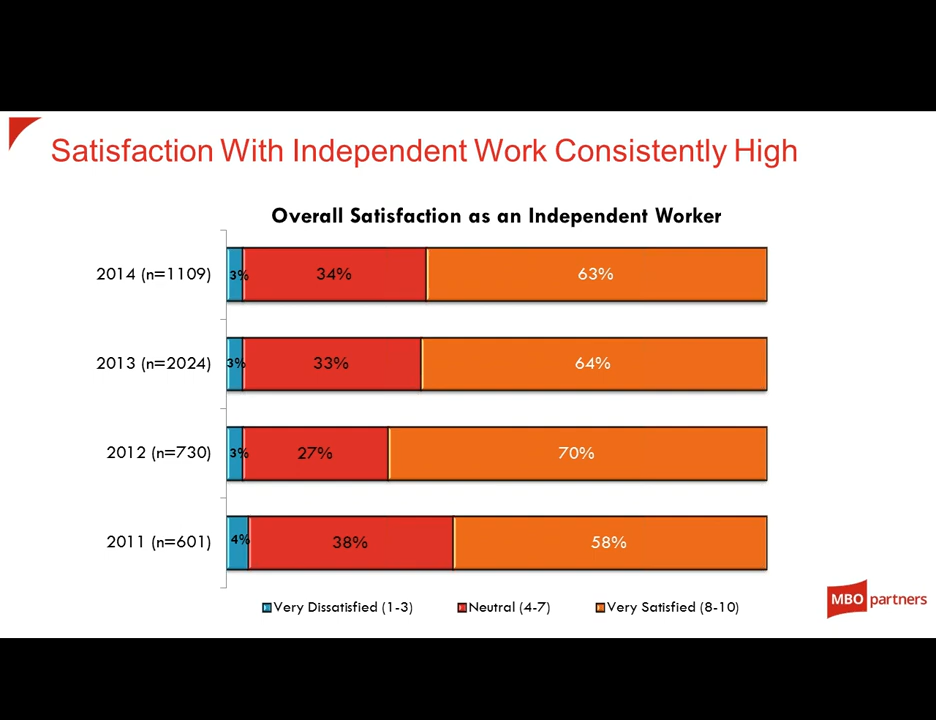 Satisfaction With Independent Work Consistently High
Overall Satisfaction as an Independent Worker
2014 (n=1109) 3% 34% 63%
2013 (n=2024) 3% 33% 64%
2012 (n=730) 3% 27% 70%
2011 (n=601) 4% 38% 58%
Very Dissatisfied (1-3) Neutral (4-7) Very Satisfied (8-10)
MBO partners